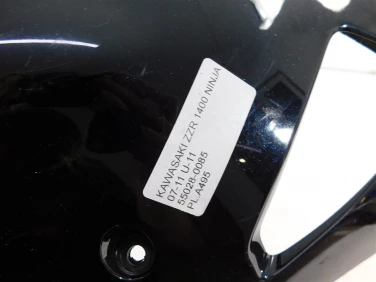 KAWASAKI ZZR 1400 NINJA
07-11 U-11
55028-0085
PL.A495